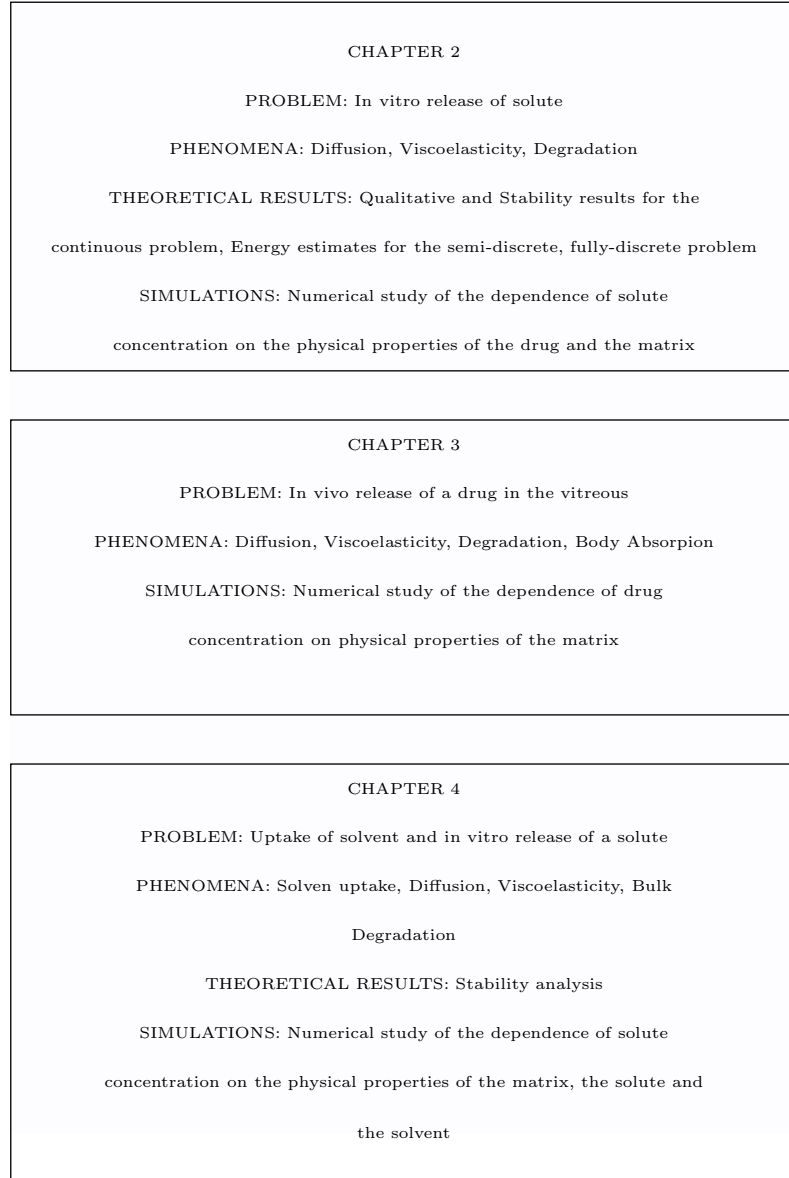 CHAPTER 2
PROBLEM: In vitro release of solute
PHENOMENA: Diffusion, Viscoelasticity, Degradation
THEORETICAL RESULTS: Qualitative and Stability results for the
continuous problem, Energy estimates for the semi-discrete, fully-discrete problem
SIMULATIONS: Numerical study of the dependence of solute
concentration on the physical properties of the drug and the matrix
CHAPTER 3
PROBLEM: In vivo release of a drug in the vitreous
PHENOMENA: Diffusion, Viscoelasticity, Degradation, Body Absorpion
SIMULATIONS: Numerical study of the dependence of drug
concentration on physical properties of the matrix
CHAPTER 4
PROBLEM: Uptake of solvent and in vitro release of a solute
PHENOMENA: Solven uptake, Diffusion, Viscoelasticity, Bulk
Degradation
THEORETICAL RESULTS: Stability analysis
SIMULATIONS: Numerical study of the dependence of solute
concentration on the physical properties of the matrix, the solute and
the solvent